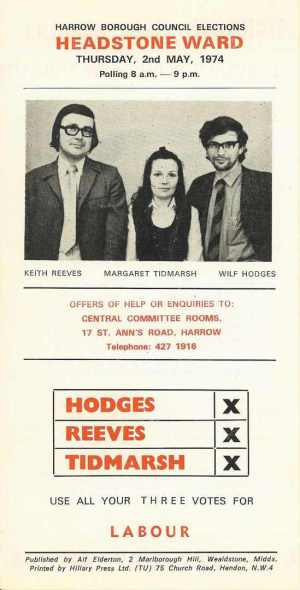 HARROW BOROUGH COUNCIL ELECTIONS
HEADSTONE WARD
THURSDAY, 2nd MAY, 1974
Polling 8 a.m. — 9 p.m.
KEITH REEVES MARGARET TIDMARSH WILF HODGES
OFFERS OF HELP OR ENQUIRIES TO:
CENTRAL COMMITTEE ROOMS,
17 ST. ANN'S ROAD, HARROW
Telephone: 427 1916
HODGES X
REEVES X
TIDMARSH X
USE ALL YOUR THREE VOTES FOR
LABOUR
Published by Alf Elderton, 2 Marlborough Hill, Wealdstone, Middx.
Printed by Hillary Press Ltd. (TU) 75 Church Road, Hendon, N.W.4